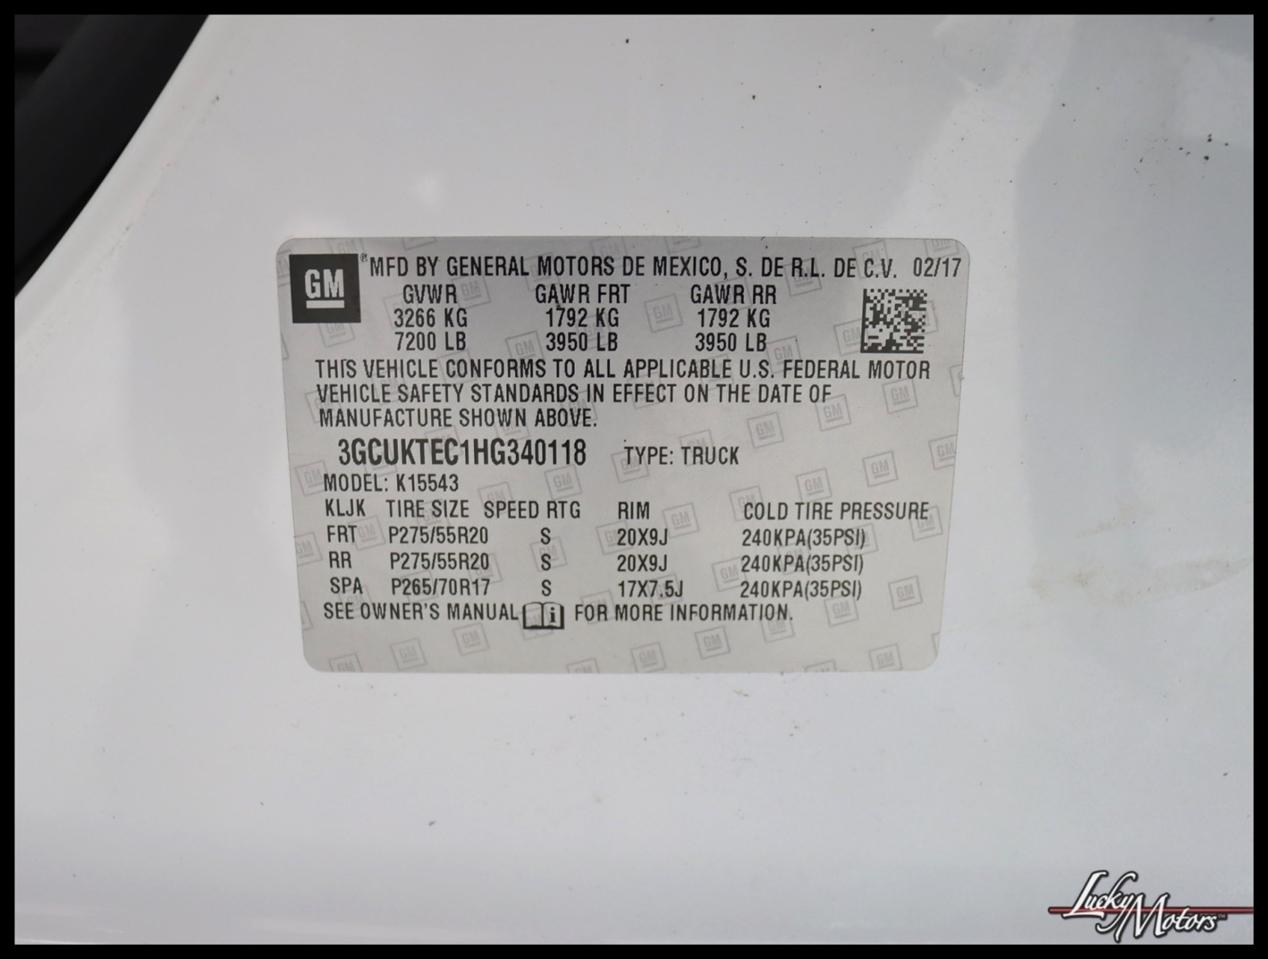 GM
® MFD BY GENERAL MOTORS DE MEXICO, S. DE R.L. DE C.V. 02/17
GVWR GAWR FRT GAWR RR
3266 KG 1792 KG 1792 KG
7200 LB 3950 LB 3950 LB
THIS VEHICLE CONFORMS TO ALL APPLICABLE U.S. FEDERAL MOTOR
VEHICLE SAFETY STANDARDS IN EFFECT ON THE DATE OF
MANUFACTURE SHOWN ABOVE.
3GCUKTEC1HG340118 TYPE: TRUCK
MODEL: K15543
KLJK TIRE SIZE SPEED RTG RIM COLD TIRE PRESSURE
FRT P275/55R20 S 20X9J 240KPA(35PSI)
RR P275/55R20 S 20X9J 240KPA(35PSI)
SPA P265/70R17 S 17X7.5J 240KPA(35PSI)
SEE OWNER'S MANUAL i FOR MORE INFORMATION.
Lucky Motors